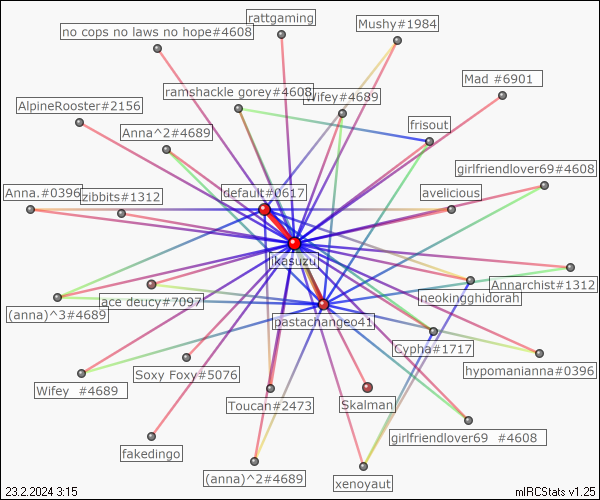 rattgaming
Mushy#1984
no cops no laws no hope#4608
Mad #6901
ramshackle gorey#4608
Wifey#4689
AlpineRooster#2156
frisout
Anna^2#4689
girlfriendlover69#4608
Anna.#0396
zibbits#1312
default#0617
avelicious
ikasuzu
Annarchist#1312
ace deucy#7097
neokingghidorah
(anna)^3#4689
pastachangeo41
Cypha#1717
hypomanianna#0396
Soxy Foxy#5076
Wifey #4689
Toucan#2473
Skalman
girlfriendlover69 #4608
fakedingo
(anna)^2#4689
xenoyaut
23.2.2024 3:15
mIRCStats v1.25